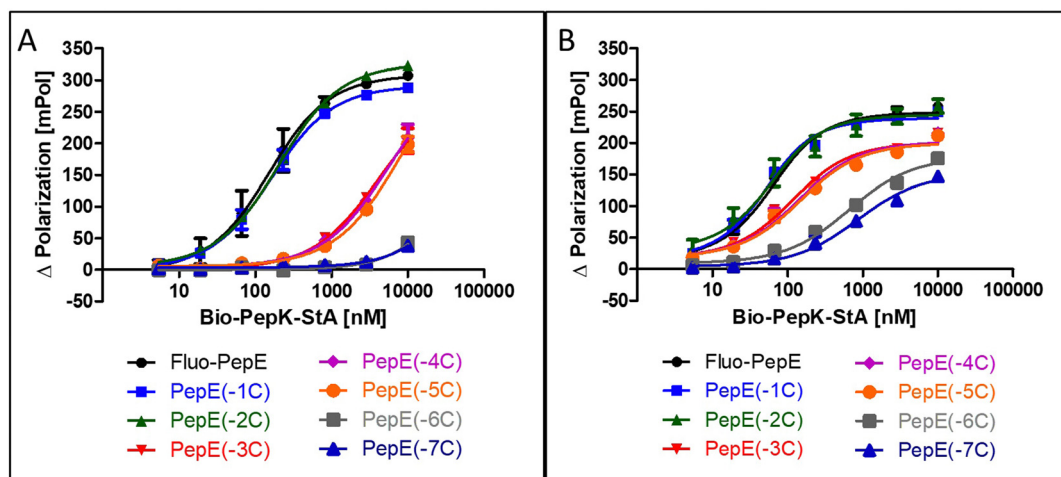 A
350
300
250
200
150
100
50
0
-50
Δ Polarization [mPol]
10 100 1000 10000 100000
Bio-PepK-StA [nM]
Fluo-PepE PepE(-4C)
PepE(-1C) PepE(-5C)
PepE(-2C) PepE(-6C)
PepE(-3C) PepE(-7C)
B
350
300
250
200
150
100
50
0
-50
Δ Polarization [mPol]
10 100 1000 10000 100000
Bio-PepK-StA [nM]
Fluo-PepE PepE(-4C)
PepE(-1C) PepE(-5C)
PepE(-2C) PepE(-6C)
PepE(-3C) PepE(-7C)